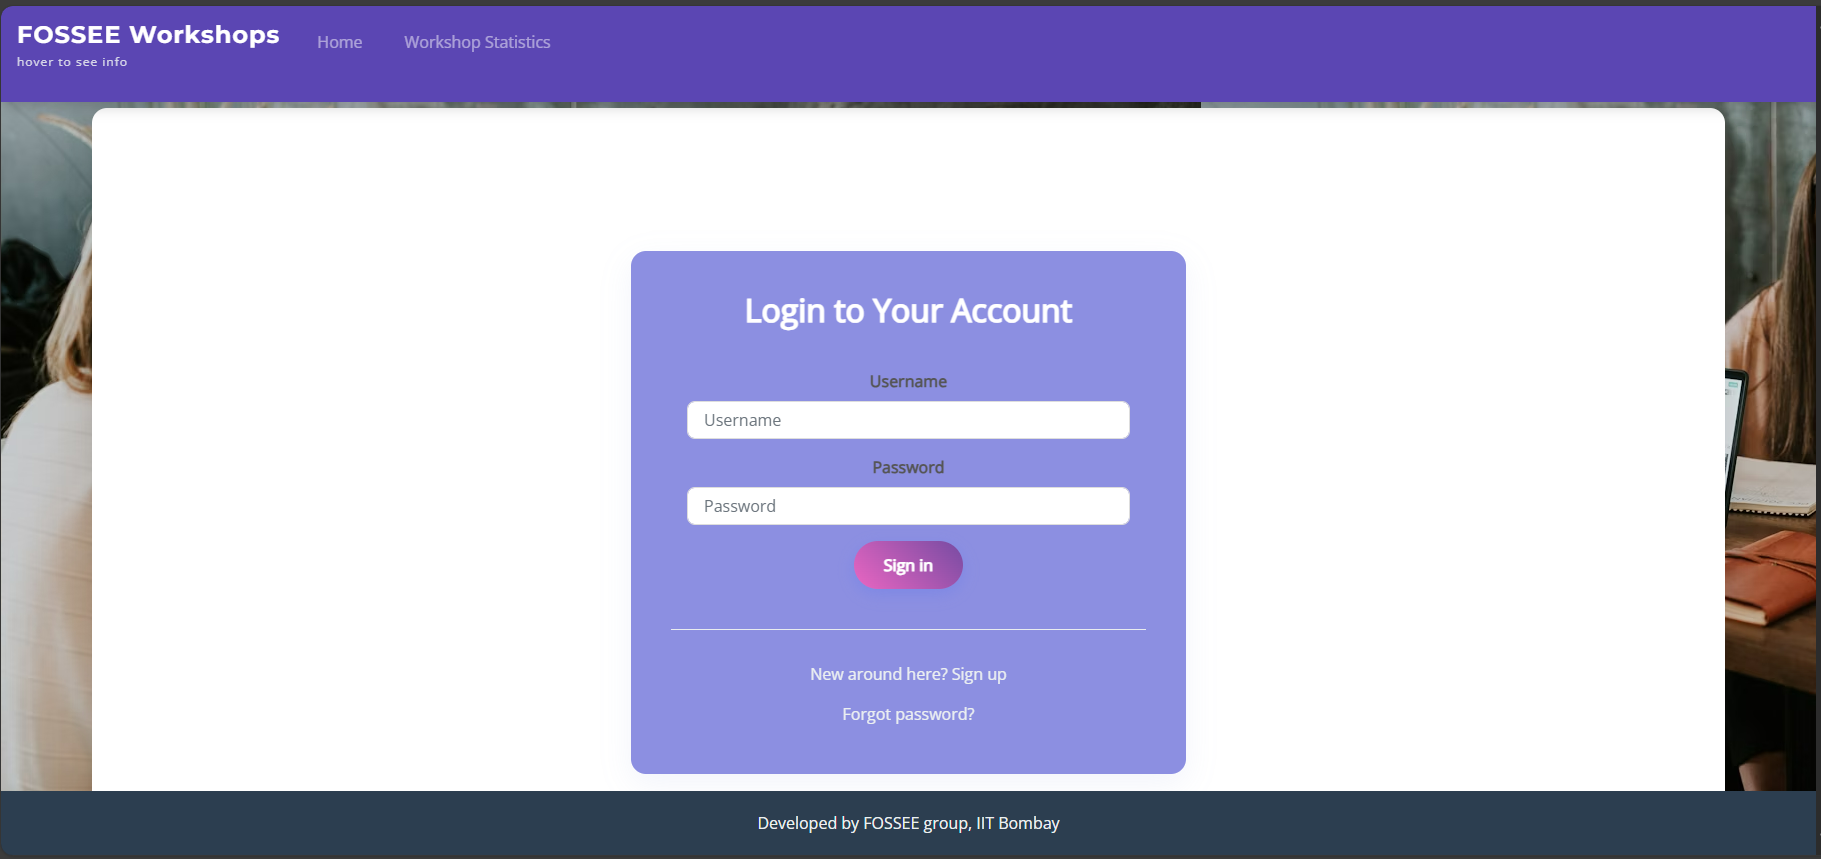 FOSSEE Workshops
hover to see info
Home
Workshop Statistics
Login to Your Account
Username
Username
Password
Password
Sign in
New around here? Sign up
Forgot password?
Developed by FOSSEE group, IIT Bombay